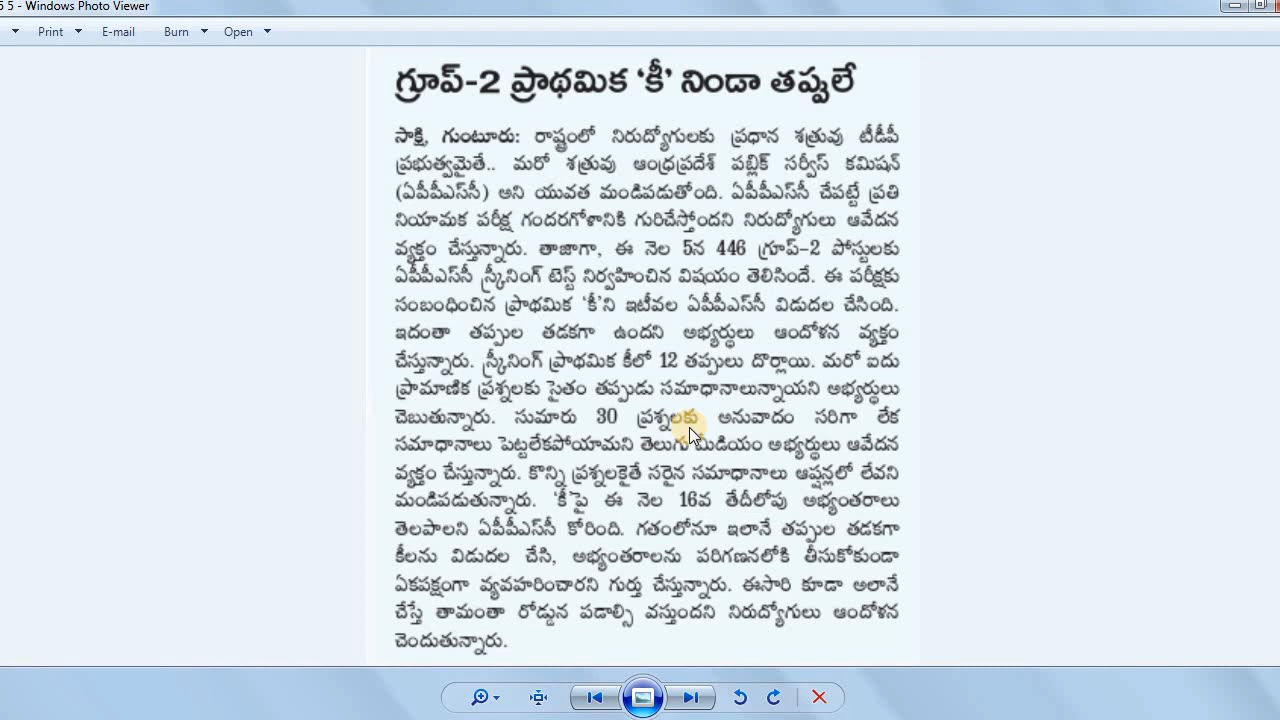 5 5 - Windows Photo Viewer
Print E-mail Burn Open
గ్రూప్-2 ప్రాథమిక ‘కీ’ నిండా తప్పులే
సాక్షి, గుంటూరు: రాష్ట్రంలో నిరుద్యోగులకు ప్రధాన శత్రువు టీడీపీ
ప్రభుత్వమైతే.. మరో శత్రువు ఆంధ్రప్రదేశ్ పబ్లిక్ సర్వీస్ కమిషన్
(ఏపీపీఎస్‌సీ) అని యువత మండిపడుతోంది. ఏపీపీఎస్‌సీ చేపట్టే ప్రతి
నియామక పరీక్ష గందరగోళానికి గురిచేస్తోందని నిరుద్యోగులు ఆవేదన
వ్యక్తం చేస్తున్నారు. తాజాగా, ఈ నెల 5న 446 గ్రూప్-2 పోస్టులకు
ఏపీపీఎస్‌సీ స్క్రీనింగ్ టెస్ట్ నిర్వహించిన విషయం తెలిసిందే. ఈ పరీక్షకు
సంబంధించిన ప్రాథమిక ‘కీ’ని ఇటీవల ఏపీపీఎస్‌సీ విడుదల చేసింది.
ఇదంతా తప్పుల తడకగా ఉందని అభ్యర్థులు ఆందోళన వ్యక్తం
చేస్తున్నారు. స్క్రీనింగ్ ప్రాథమిక కీలో 12 తప్పులు దొర్లాయి. మరో ఐదు
ప్రామాణిక ప్రశ్నలకు సైతం తప్పుడు సమాధానాలున్నాయని అభ్యర్థులు
చెబుతున్నారు. సుమారు 30 ప్రశ్నలకు అనువాదం సరిగా లేక
సమాధానాలు పెట్టలేకపోయామని తెలుగు మీడియం అభ్యర్థులు ఆవేదన
వ్యక్తం చేస్తున్నారు. కొన్ని ప్రశ్నలకైతే సరైన సమాధానాలు ఆప్షన్లలో లేవని
మండిపడుతున్నారు. ‘కీ’పై ఈ నెల 16వ తేదీలోపు అభ్యంతరాలు
తెలపాలని ఏపీపీఎస్‌సీ కోరింది. గతంలోనూ ఇలానే తప్పుల తడకగా
కీలను విడుదల చేసి, అభ్యంతరాలను పరిగణనలోకి తీసుకోకుండా
ఏకపక్షంగా వ్యవహరించారని గుర్తు చేస్తున్నారు. ఈసారి కూడా అలానే
చేస్తే తామంతా రోడ్డున పడాల్సి వస్తుందని నిరుద్యోగులు ఆందోళన
చెందుతున్నారు.